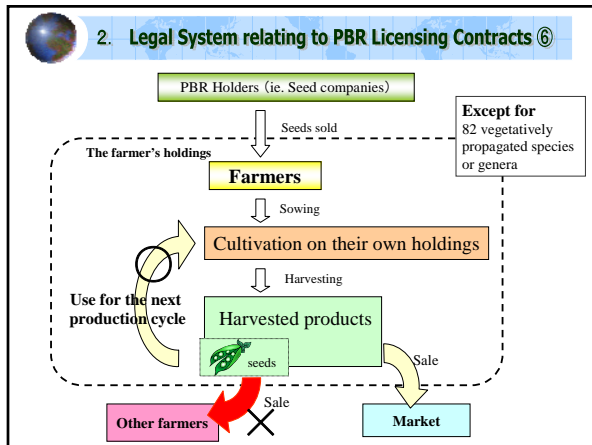 2. Legal System relating to PBR Licensing Contracts ⑥
PBR Holders (ie. Seed companies)
Seeds sold
Except for
82 vegetatively
propagated species
or genera
The farmer's holdings
Farmers
Sowing
Cultivation on their own holdings
Harvesting
Use for the next
production cycle
Harvested products
seeds
Sale
Sale
Other farmers
Market